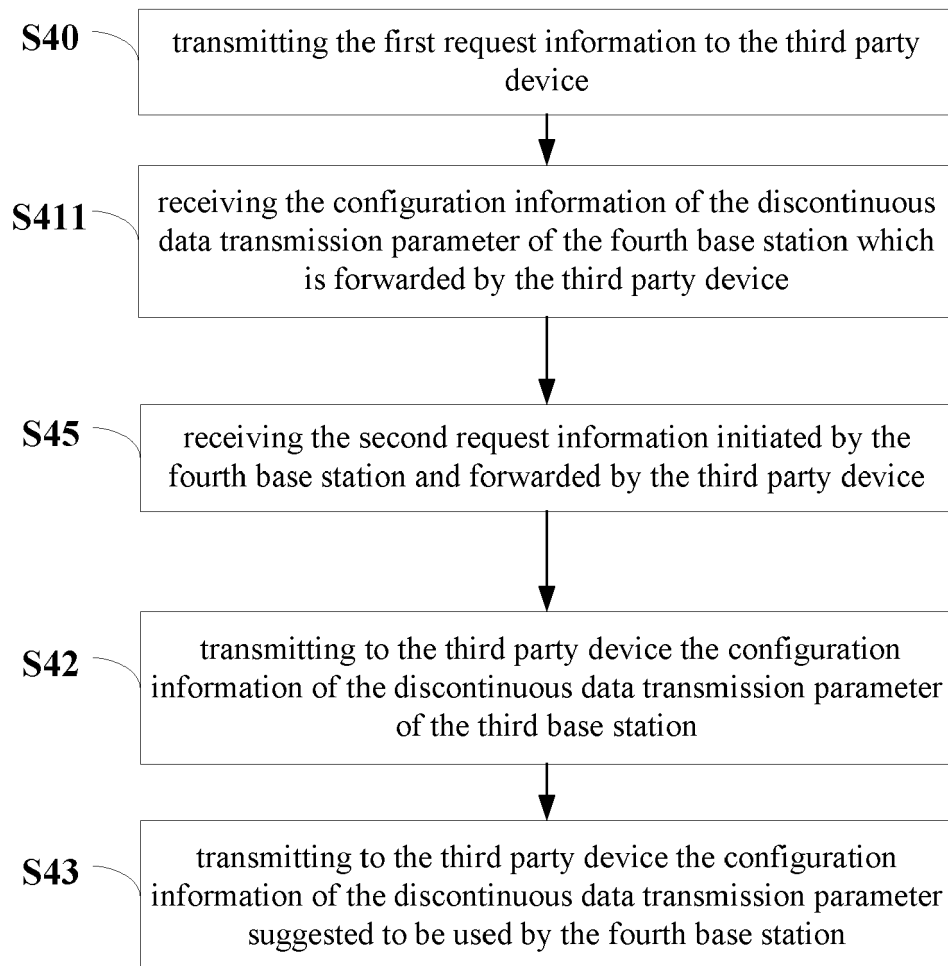 S40
transmitting the first request information to the third party
device
S411
receiving the configuration information of the discontinuous
data transmission parameter of the fourth base station which
is forwarded by the third party device
S45
receiving the second request information initiated by the
fourth base station and forwarded by the third party device
S42
transmitting to the third party device the configuration
information of the discontinuous data transmission parameter
of the third base station
S43
transmitting to the third party device the configuration
information of the discontinuous data transmission parameter
suggested to be used by the fourth base station